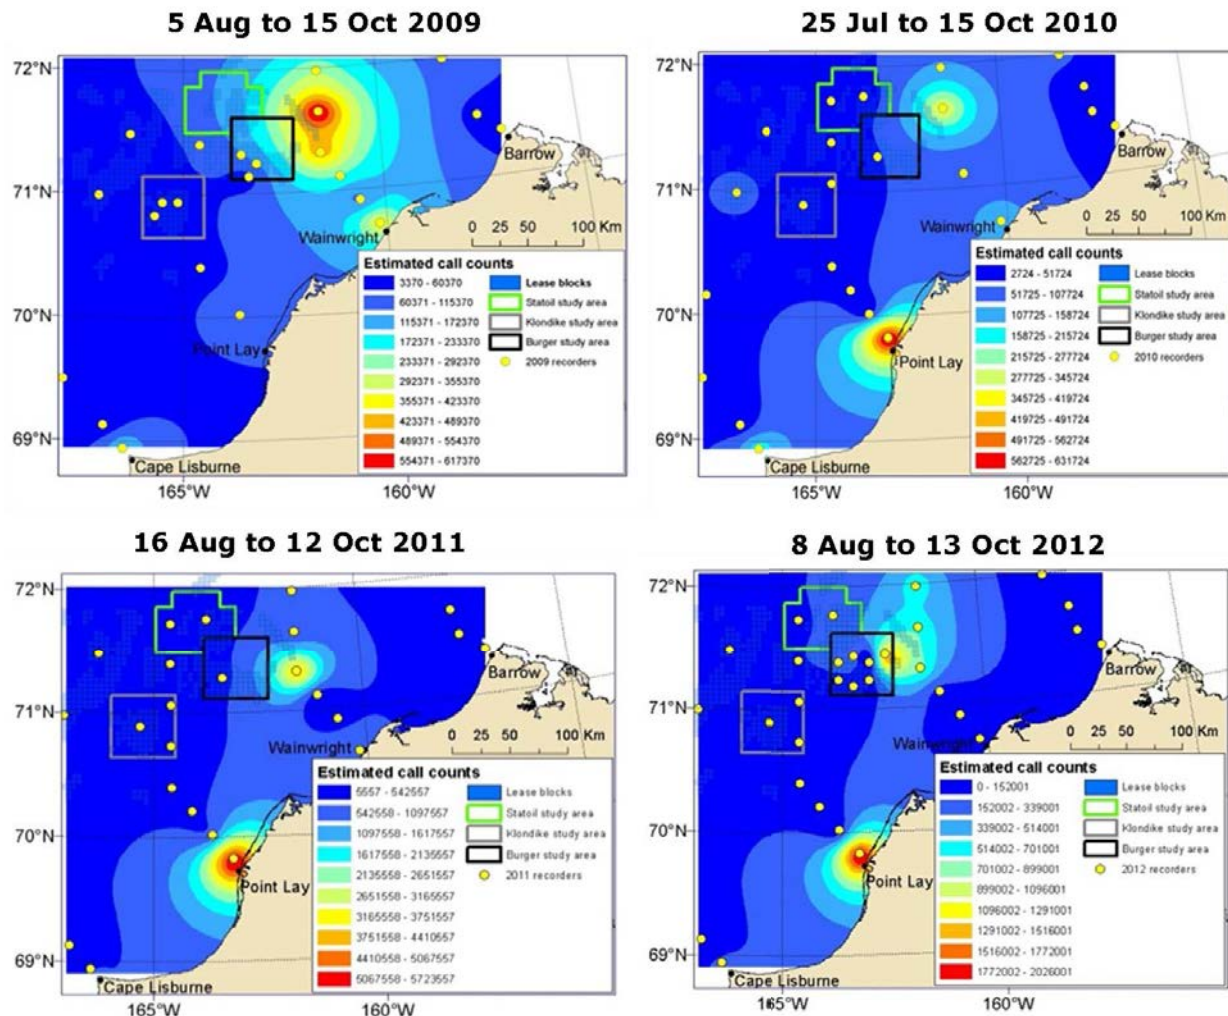 5 Aug to 15 Oct 2009
72°N
71°N
70°N
69°N
165°W
160°W
Barrow
Wainwright
Point Lay
Cape Lisburne
0 25 50 100 Km
Estimated call counts
3370 - 60370
60371 - 115370
115371 - 172370
172371 - 233370
233371 - 292370
292371 - 355370
355371 - 423370
423371 - 489370
489371 - 554370
554371 - 617370
Lease blocks
Statoil study area
Klondike study area
Burger study area
2009 recorders
25 Jul to 15 Oct 2010
72°N
71°N
70°N
69°N
165°W
160°W
Barrow
Wainwright
Point Lay
Cape Lisburne
0 25 50 100 Km
Estimated call counts
2724 - 51724
51725 - 107724
107725 - 158724
158725 - 215724
215725 - 277724
277725 - 345724
345725 - 419724
419725 - 491724
491725 - 562724
562725 - 631724
Lease blocks
Statoil study area
Klondike study area
Burger study area
2010 recorders
16 Aug to 12 Oct 2011
72°N
71°N
70°N
69°N
165°W
160°W
Barrow
Wainwright
Point Lay
Cape Lisburne
0 25 50 100 Km
Estimated call counts
5557 - 542557
542558 - 1097557
1097558 - 1617557
1617558 - 2135557
2135558 - 2651557
2651558 - 3165557
3165558 - 3751557
3751558 - 4410557
4410558 - 5067557
5067558 - 5723557
Lease blocks
Statoil study area
Klondike study area
Burger study area
2011 recorders
8 Aug to 13 Oct 2012
72°N
71°N
70°N
69°N
165°W
160°W
Barrow
Wainwright
Point Lay
Cape Lisburne
0 25 50 100 Km
Estimated call counts
0 - 152001
152002 - 339001
339002 - 514001
514002 - 701001
701002 - 899001
899002 - 1096001
1096002 - 1291001
1291002 - 1516001
1516002 - 1772001
1772002 - 2026001
Lease blocks
Statoil study area
Klondike study area
Burger study area
2012 recorders